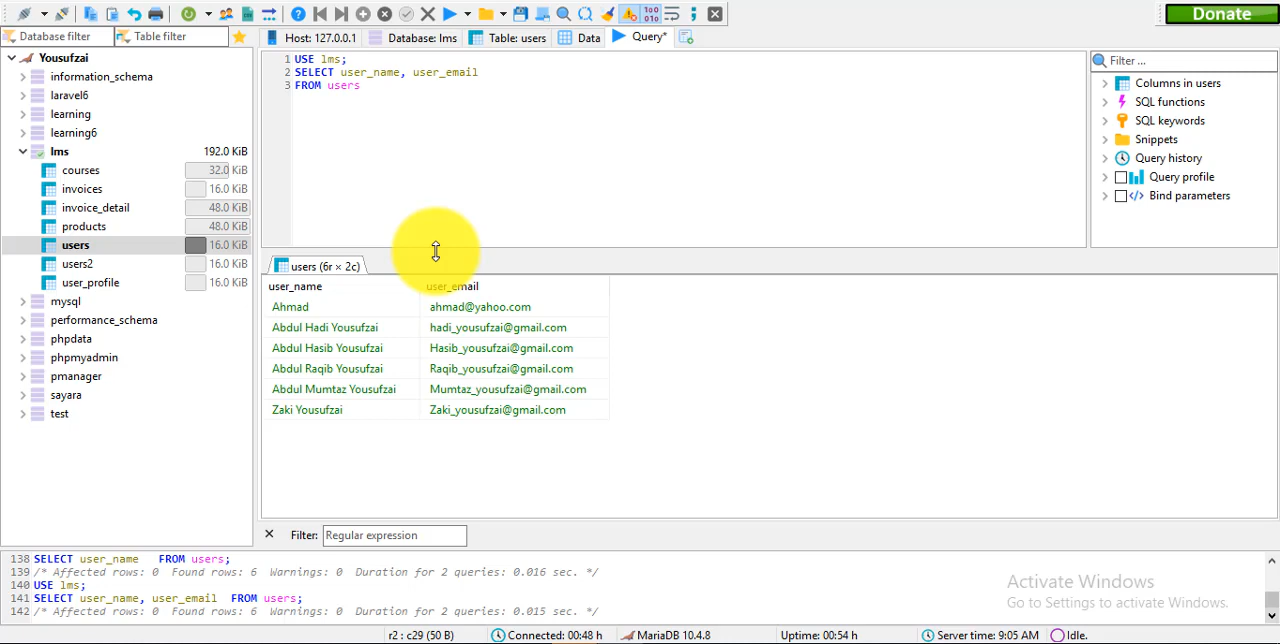 Donate
Database filter
Table filter
Host: 127.0.0.1
Database: lms
Table: users
Data
Query*
Yousufzai
information_schema
laravel6
learning
learning6
lms 192.0 KiB
courses 32.0 KiB
invoices 16.0 KiB
invoice_detail 48.0 KiB
products 48.0 KiB
users 16.0 KiB
users2 16.0 KiB
user_profile 16.0 KiB
mysql
performance_schema
phpdata
phpmyadmin
pmanager
sayara
test
1 USE lms;
2 SELECT user_name, user_email
3 FROM users
Filter ...
Columns in users
SQL functions
SQL keywords
Snippets
Query history
Query profile
Bind parameters
users (6r × 2c)
user_name user_email
Ahmad ahmad@yahoo.com
Abdul Hadi Yousufzai hadi_yousufzai@gmail.com
Abdul Hasib Yousufzai Hasib_yousufzai@gmail.com
Abdul Raqib Yousufzai Raqib_yousufzai@gmail.com
Abdul Mumtaz Yousufzai Mumtaz_yousufzai@gmail.com
Zaki Yousufzai Zaki_yousufzai@gmail.com
Filter: Regular expression
138 SELECT user_name FROM users;
139 /* Affected rows: 0 Found rows: 6 Warnings: 0 Duration for 2 queries: 0.016 sec. */
140 USE lms;
141 SELECT user_name, user_email FROM users;
142 /* Affected rows: 0 Found rows: 6 Warnings: 0 Duration for 2 queries: 0.015 sec. */
Activate Windows
Go to Settings to activate Windows.
r2 : c29 (50 B)
Connected: 00:48 h
MariaDB 10.4.8
Uptime: 00:54 h
Server time: 9:05 AM
Idle.